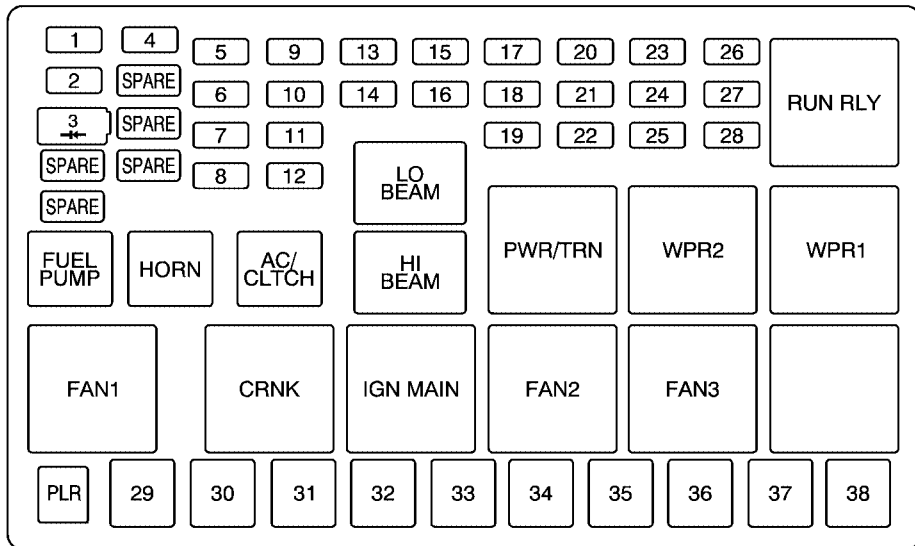 1
4
5
9
13
15
17
20
23
26
2
SPARE
6
10
14
16
18
21
24
27
RUN RLY
3
SPARE
7
11
19
22
25
28
SPARE
SPARE
8
12
LO
BEAM
SPARE
FUEL
PUMP
HORN
AC/
CLTCH
HI
BEAM
PWR/TRN
WPR2
WPR1
FAN1
CRNK
IGN MAIN
FAN2
FAN3
PLR
29
30
31
32
33
34
35
36
37
38